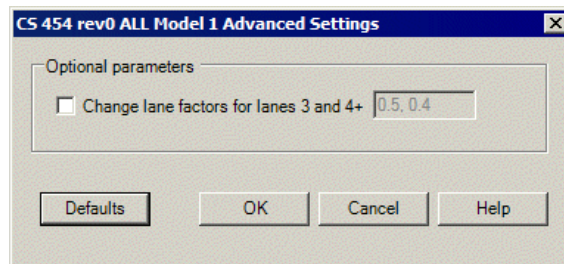 CS 454 rev0 ALL Model 1 Advanced Settings
Optional parameters
Change lane factors for lanes 3 and 4+ 0.5, 0.4
Defaults OK Cancel Help